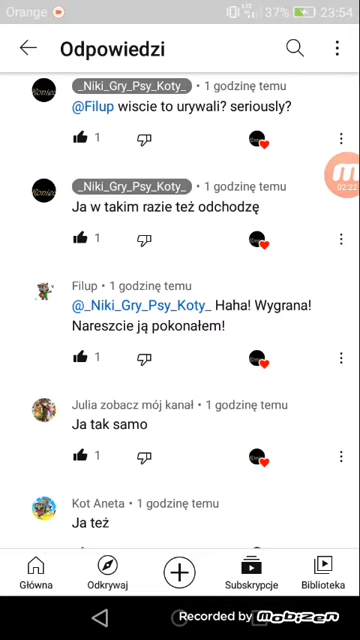 Orange 37% 23:54
Odpowiedzi
_Niki_Gry_Psy_Koty_ • 1 godzinę temu
@Filup wiscie to urywali? seriously?
1
_Niki_Gry_Psy_Koty_ • 1 godzinę temu
02:22
Ja w takim razie też odchodzę
1
Filup • 1 godzinę temu
@_Niki_Gry_Psy_Koty_ Haha! Wygrana!
Nareszcie ją pokonałem!
1
Julia zobacz mój kanał • 1 godzinę temu
Ja tak samo
1
Kot Aneta • 1 godzinę temu
Ja też
Główna Odkrywaj Subskrypcje Biblioteka
Recorded by Mobizen